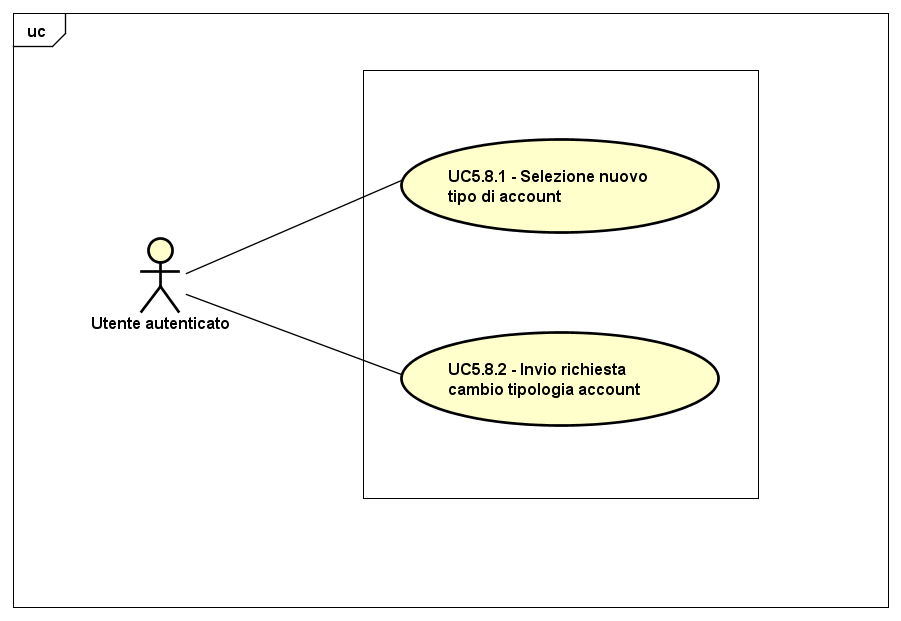 uc
UC5.8.1 - Selezione nuovo
tipo di account
Utente autenticato
UC5.8.2 - Invio richiesta
cambio tipologia account